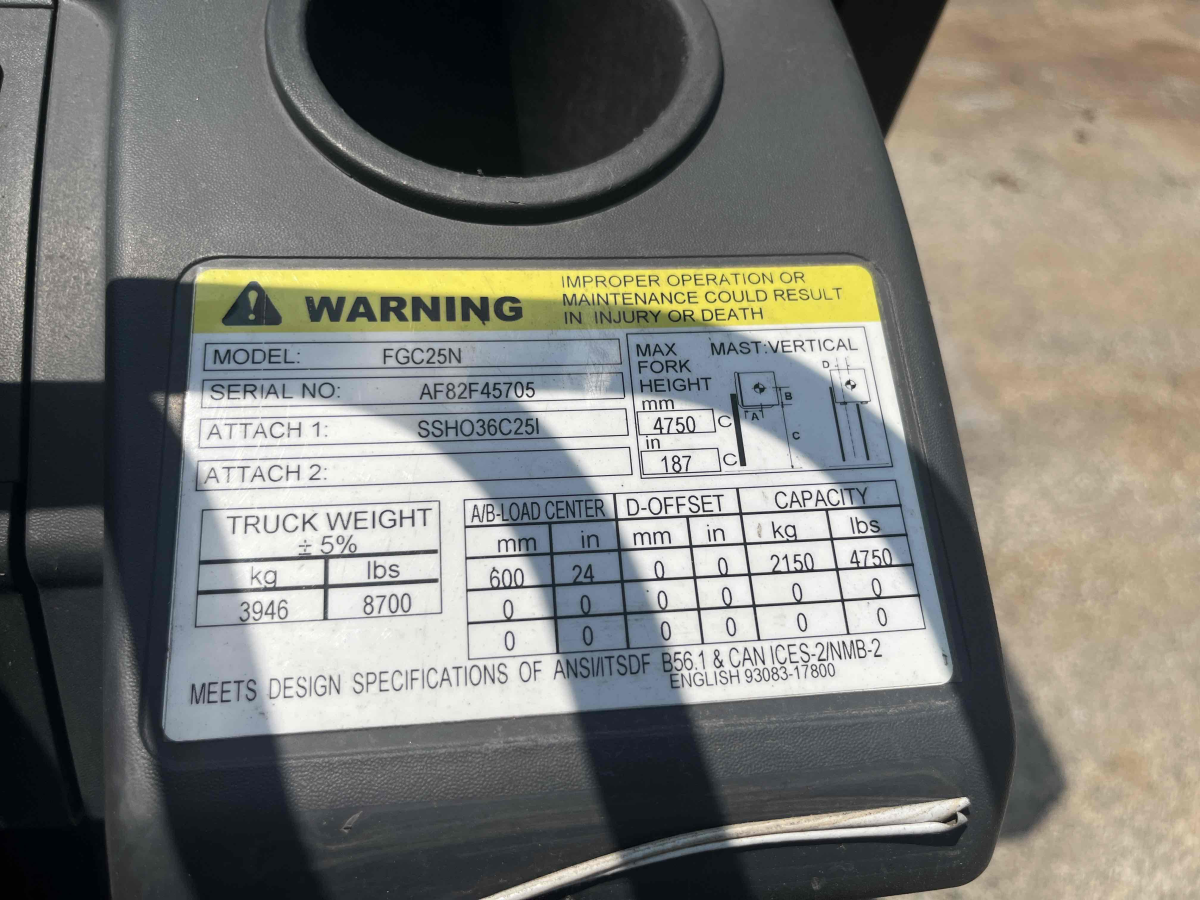 WARNING
IMPROPER OPERATION OR
MAINTENANCE COULD RESULT
IN INJURY OR DEATH
MODEL: FGC25N
SERIAL NO: AF82F45705
ATTACH 1: SSHO36C25I
ATTACH 2:
MAX MAST:VERTICAL
FORK
HEIGHT
mm
4750 C
in
187 C
D
B
A
C
TRUCK WEIGHT
± 5%
kg lbs
3946 8700
A/B-LOAD CENTER D-OFFSET CAPACITY
mm in mm in kg lbs
600 24 0 0 2150 4750
0 0 0 0 0 0
0 0 0 0 0 0
MEETS DESIGN SPECIFICATIONS OF ANSI/ITSDF B56.1 & CAN ICES-2/NMB-2
ENGLISH 93083-17800